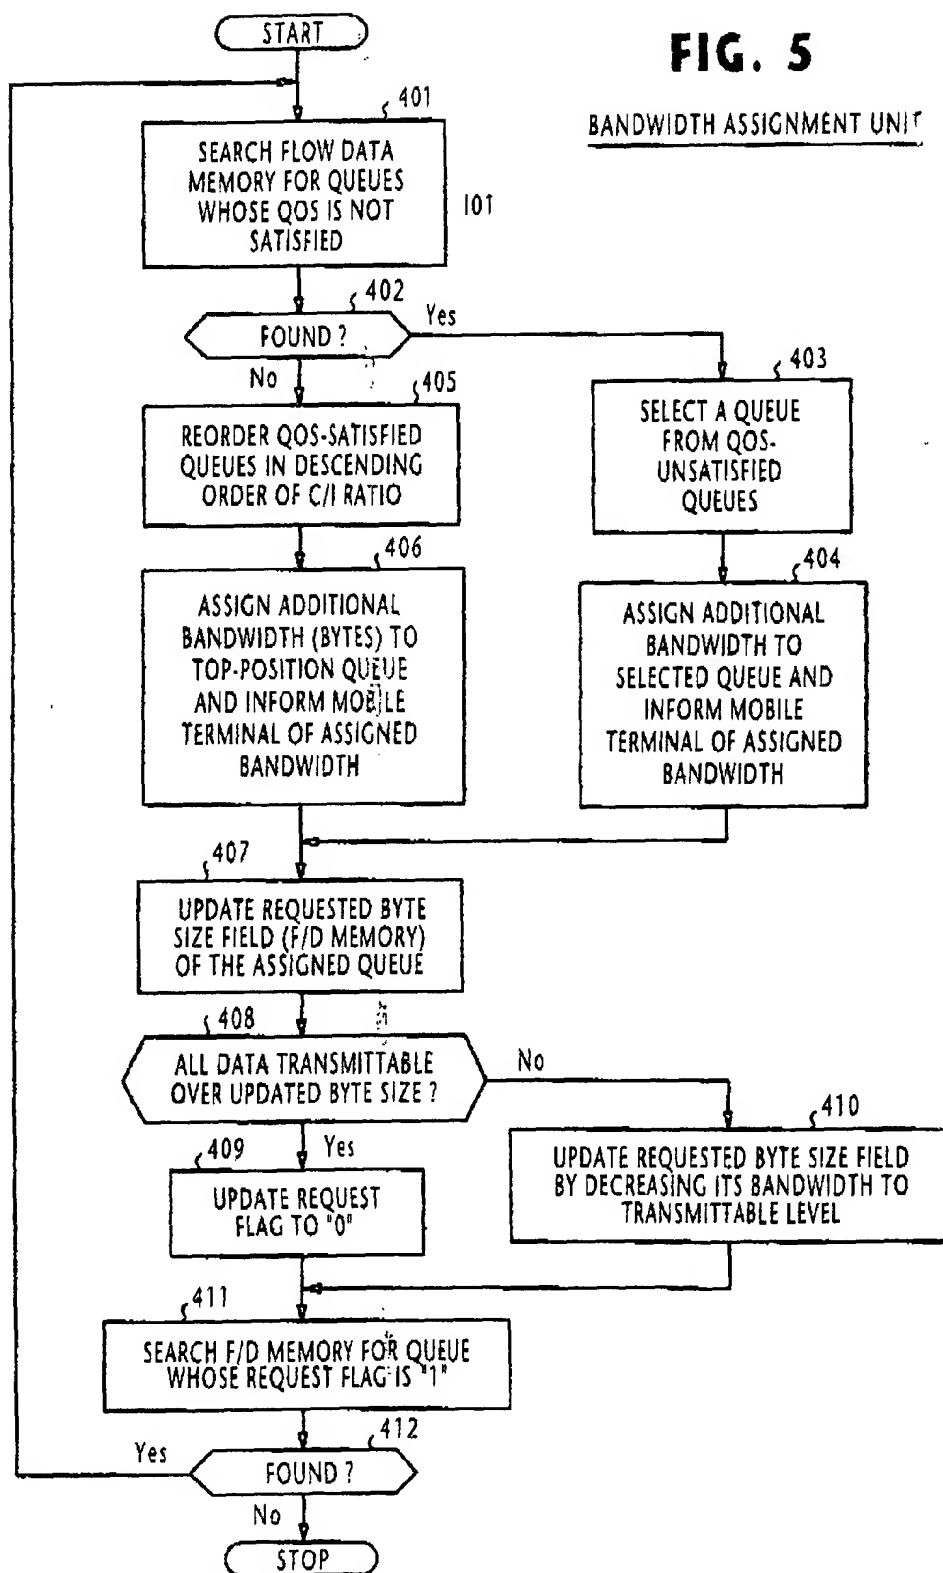 START
FIG. 5
BANDWIDTH ASSIGNMENT UNIT
401
SEARCH FLOW DATA
MEMORY FOR QUEUES
WHOSE QOS IS NOT
SATISFIED
101
402
FOUND ?
Yes
No
403
SELECT A QUEUE
FROM QOS-
UNSATISFIED
QUEUES
405
REORDER QOS-SATISFIED
QUEUES IN DESCENDING
ORDER OF C/I RATIO
404
ASSIGN ADDITIONAL
BANDWIDTH TO
SELECTED QUEUE AND
INFORM MOBILE
TERMINAL OF ASSIGNED
BANDWIDTH
406
ASSIGN ADDITIONAL
BANDWIDTH (BYTES) TO
TOP-POSITION QUEUE
AND INFORM MOBILE
TERMINAL OF ASSIGNED
BANDWIDTH
407
UPDATE REQUESTED BYTE
SIZE FIELD (F/D MEMORY)
OF THE ASSIGNED QUEUE
408
ALL DATA TRANSMITTABLE
OVER UPDATED BYTE SIZE ?
No
Yes
410
UPDATE REQUESTED BYTE SIZE FIELD
BY DECREASING ITS BANDWIDTH TO
TRANSMITTABLE LEVEL
409
UPDATE REQUEST
FLAG TO "0"
411
SEARCH F/D MEMORY FOR QUEUE
WHOSE REQUEST FLAG IS "1"
412
Yes
FOUND ?
No
STOP